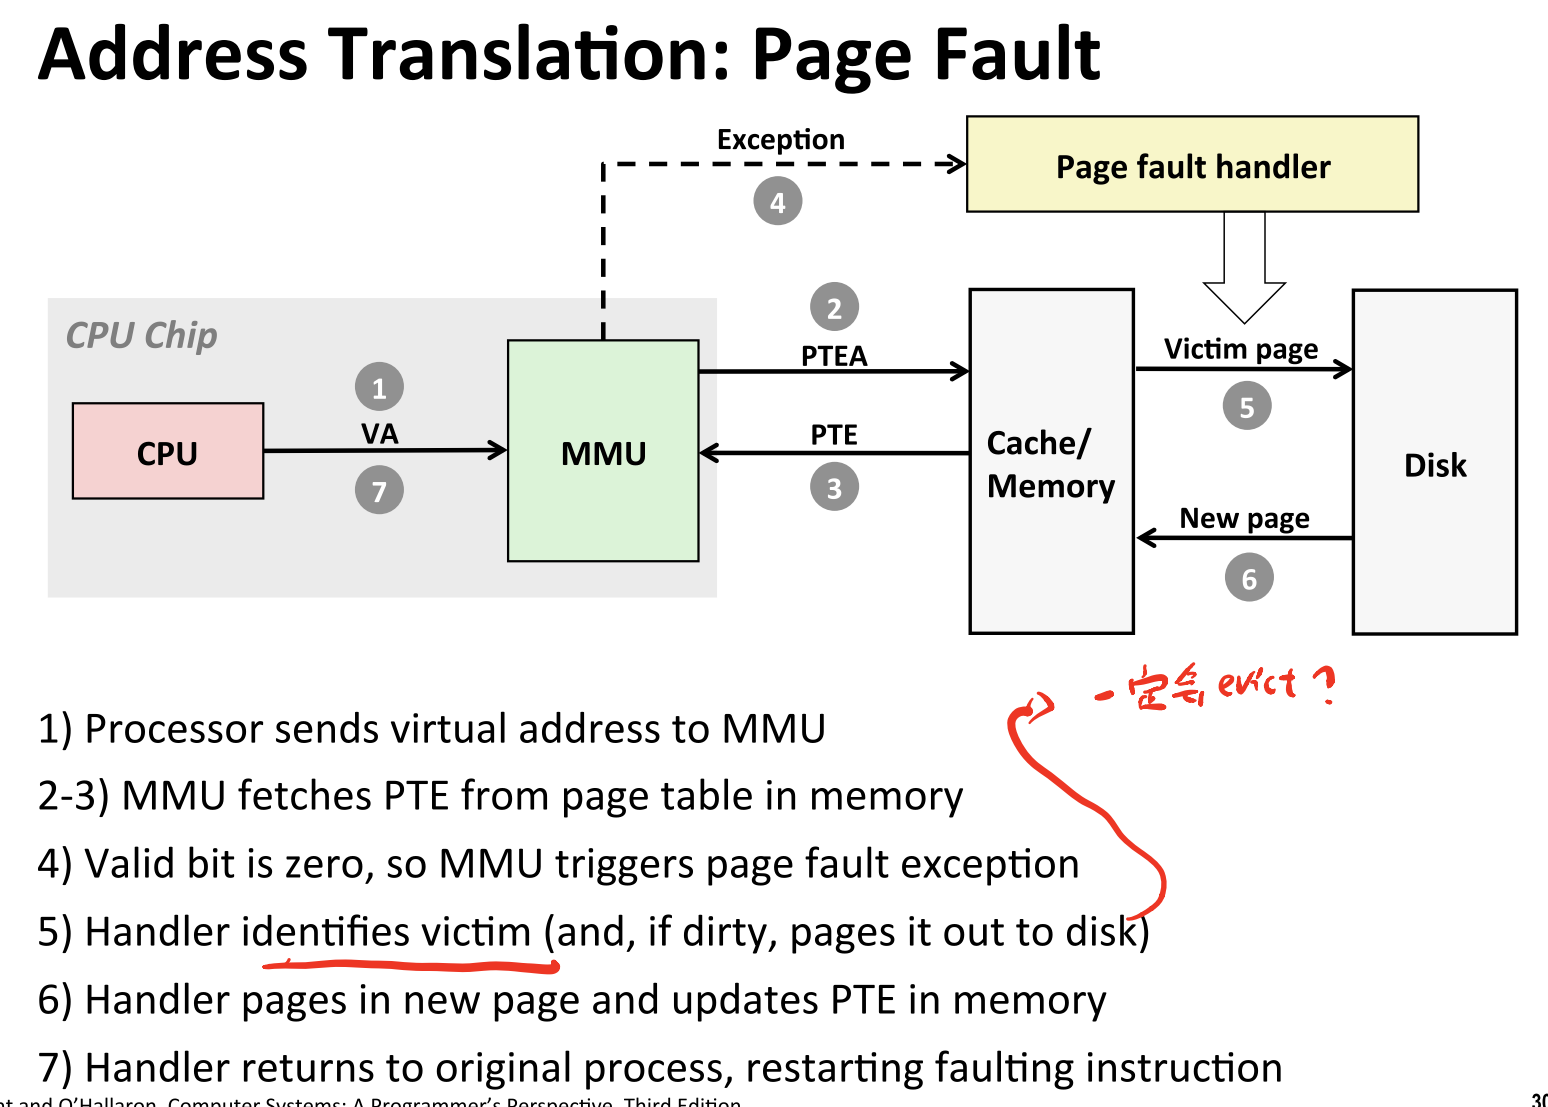 Address Translation: Page Fault
Exception
Page fault handler
4
2
CPU Chip
PTEA
Victim page
1
VA
5
CPU
MMU
PTE
Cache/
Memory
Disk
7
3
New page
6
一定会 evict ?
1) Processor sends virtual address to MMU
2-3) MMU fetches PTE from page table in memory
4) Valid bit is zero, so MMU triggers page fault exception
5) Handler identifies victim (and, if dirty, pages it out to disk)
6) Handler pages in new page and updates PTE in memory
7) Handler returns to original process, restarting faulting instruction
and O'Hallaron, Computer Systems: A Programmer's Perspective, Third Edition
30